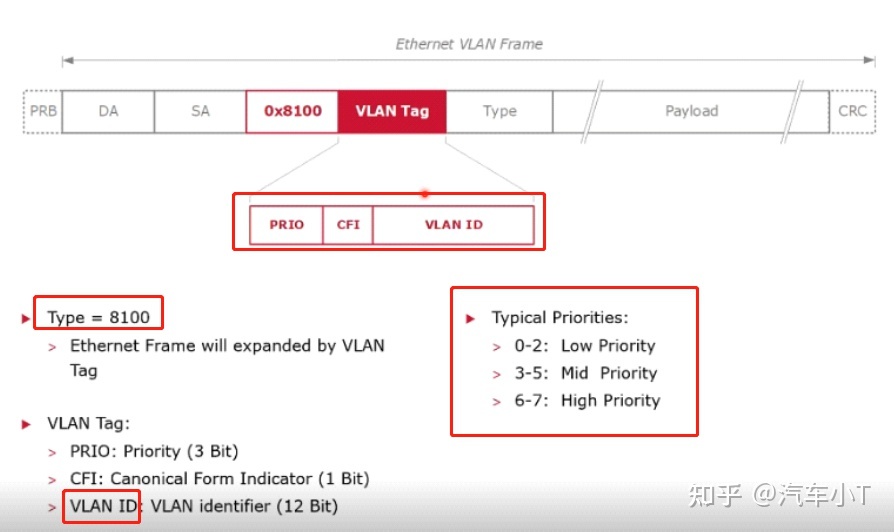 Ethernet VLAN Frame
PRB DA SA 0x8100 VLAN Tag Type Payload CRC
PRIO CFI VLAN ID
Type = 8100
Ethernet Frame will expanded by VLAN
Tag
VLAN Tag:
PRIO: Priority (3 Bit)
CFI: Canonical Form Indicator (1 Bit)
VLAN ID: VLAN identifier (12 Bit)
Typical Priorities:
0-2: Low Priority
3-5: Mid Priority
6-7: High Priority
知乎 @汽车小T